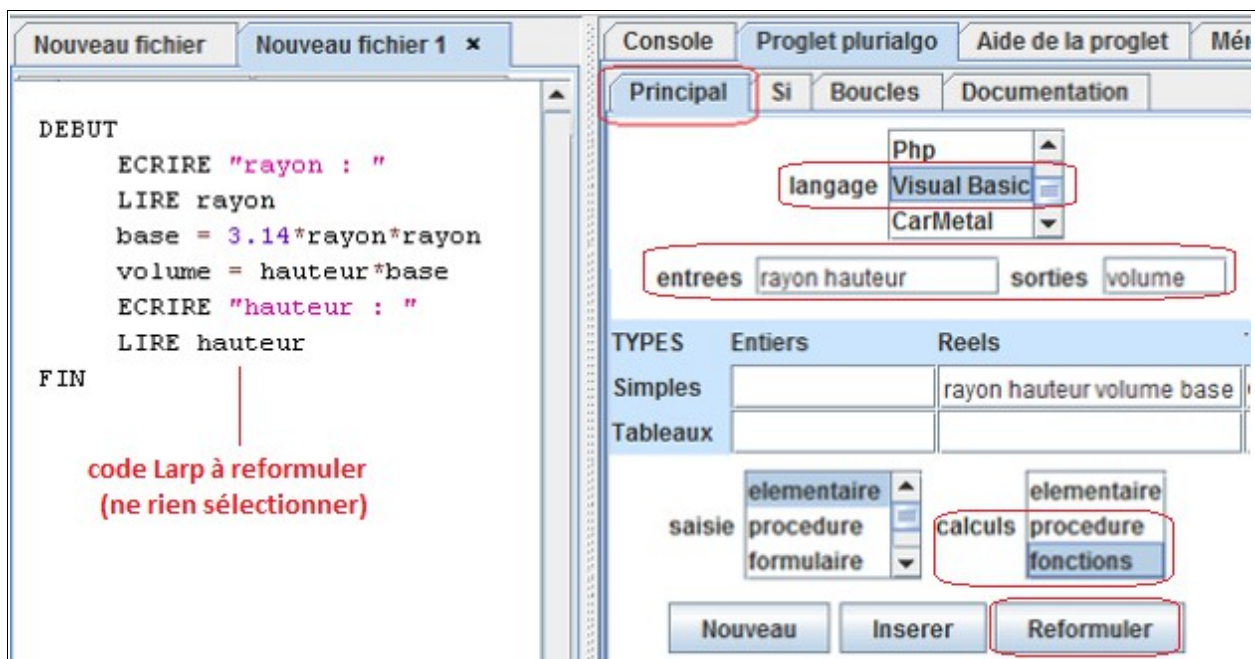 Nouveau fichier
Nouveau fichier 1 ×
DEBUT
ECRIRE "rayon : "
LIRE rayon
base = 3.14*rayon*rayon
volume = hauteur*base
ECRIRE "hauteur : "
LIRE hauteur
FIN
code Larp à reformuler
(ne rien sélectionner)
Console
Proglet plurialgo
Aide de la proglet
Principal
Si
Boucles
Documentation
langage
Php
Visual Basic
CarMetal
entrees rayon hauteur sorties volume
TYPES Entiers Reels
Simples rayon hauteur volume base
Tableaux
saisie
elementaire
procedure
formulaire
calculs
elementaire
procedure
fonctions
Nouveau
Inserer
Reformuler